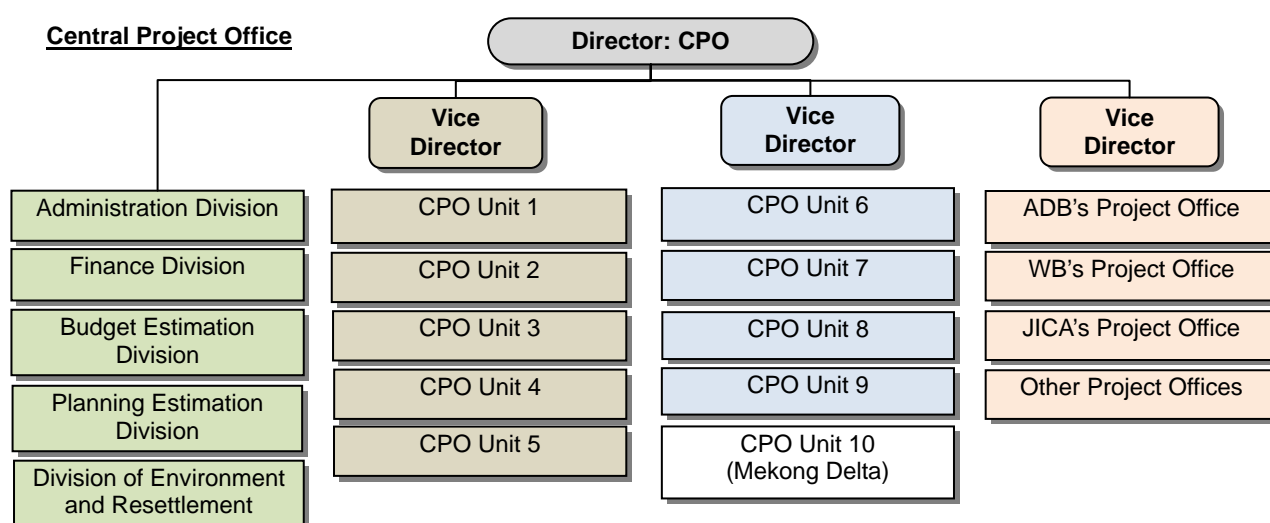 Central Project Office
Director: CPO
Vice
Director
Vice
Director
Vice
Director
Administration Division
Finance Division
Budget Estimation
Division
Planning Estimation
Division
Division of Environment
and Resettlement
CPO Unit 1
CPO Unit 2
CPO Unit 3
CPO Unit 4
CPO Unit 5
CPO Unit 6
CPO Unit 7
CPO Unit 8
CPO Unit 9
CPO Unit 10
(Mekong Delta)
ADB’s Project Office
WB’s Project Office
JICA’s Project Office
Other Project Offices